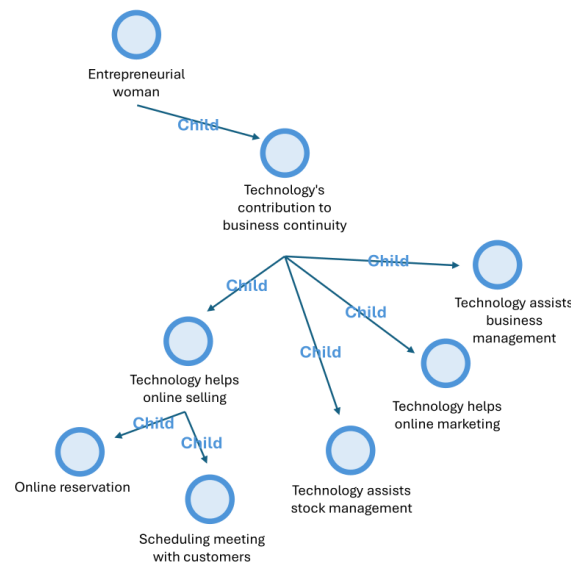 Entrepreneurial
woman
Child
Technology's
contribution to
business continuity
Child
Child
Child
Child
Technology assists
business
management
Technology helps
online selling
Technology helps
online marketing
Child
Child
Online reservation
Technology assists
stock management
Scheduling meeting
with customers